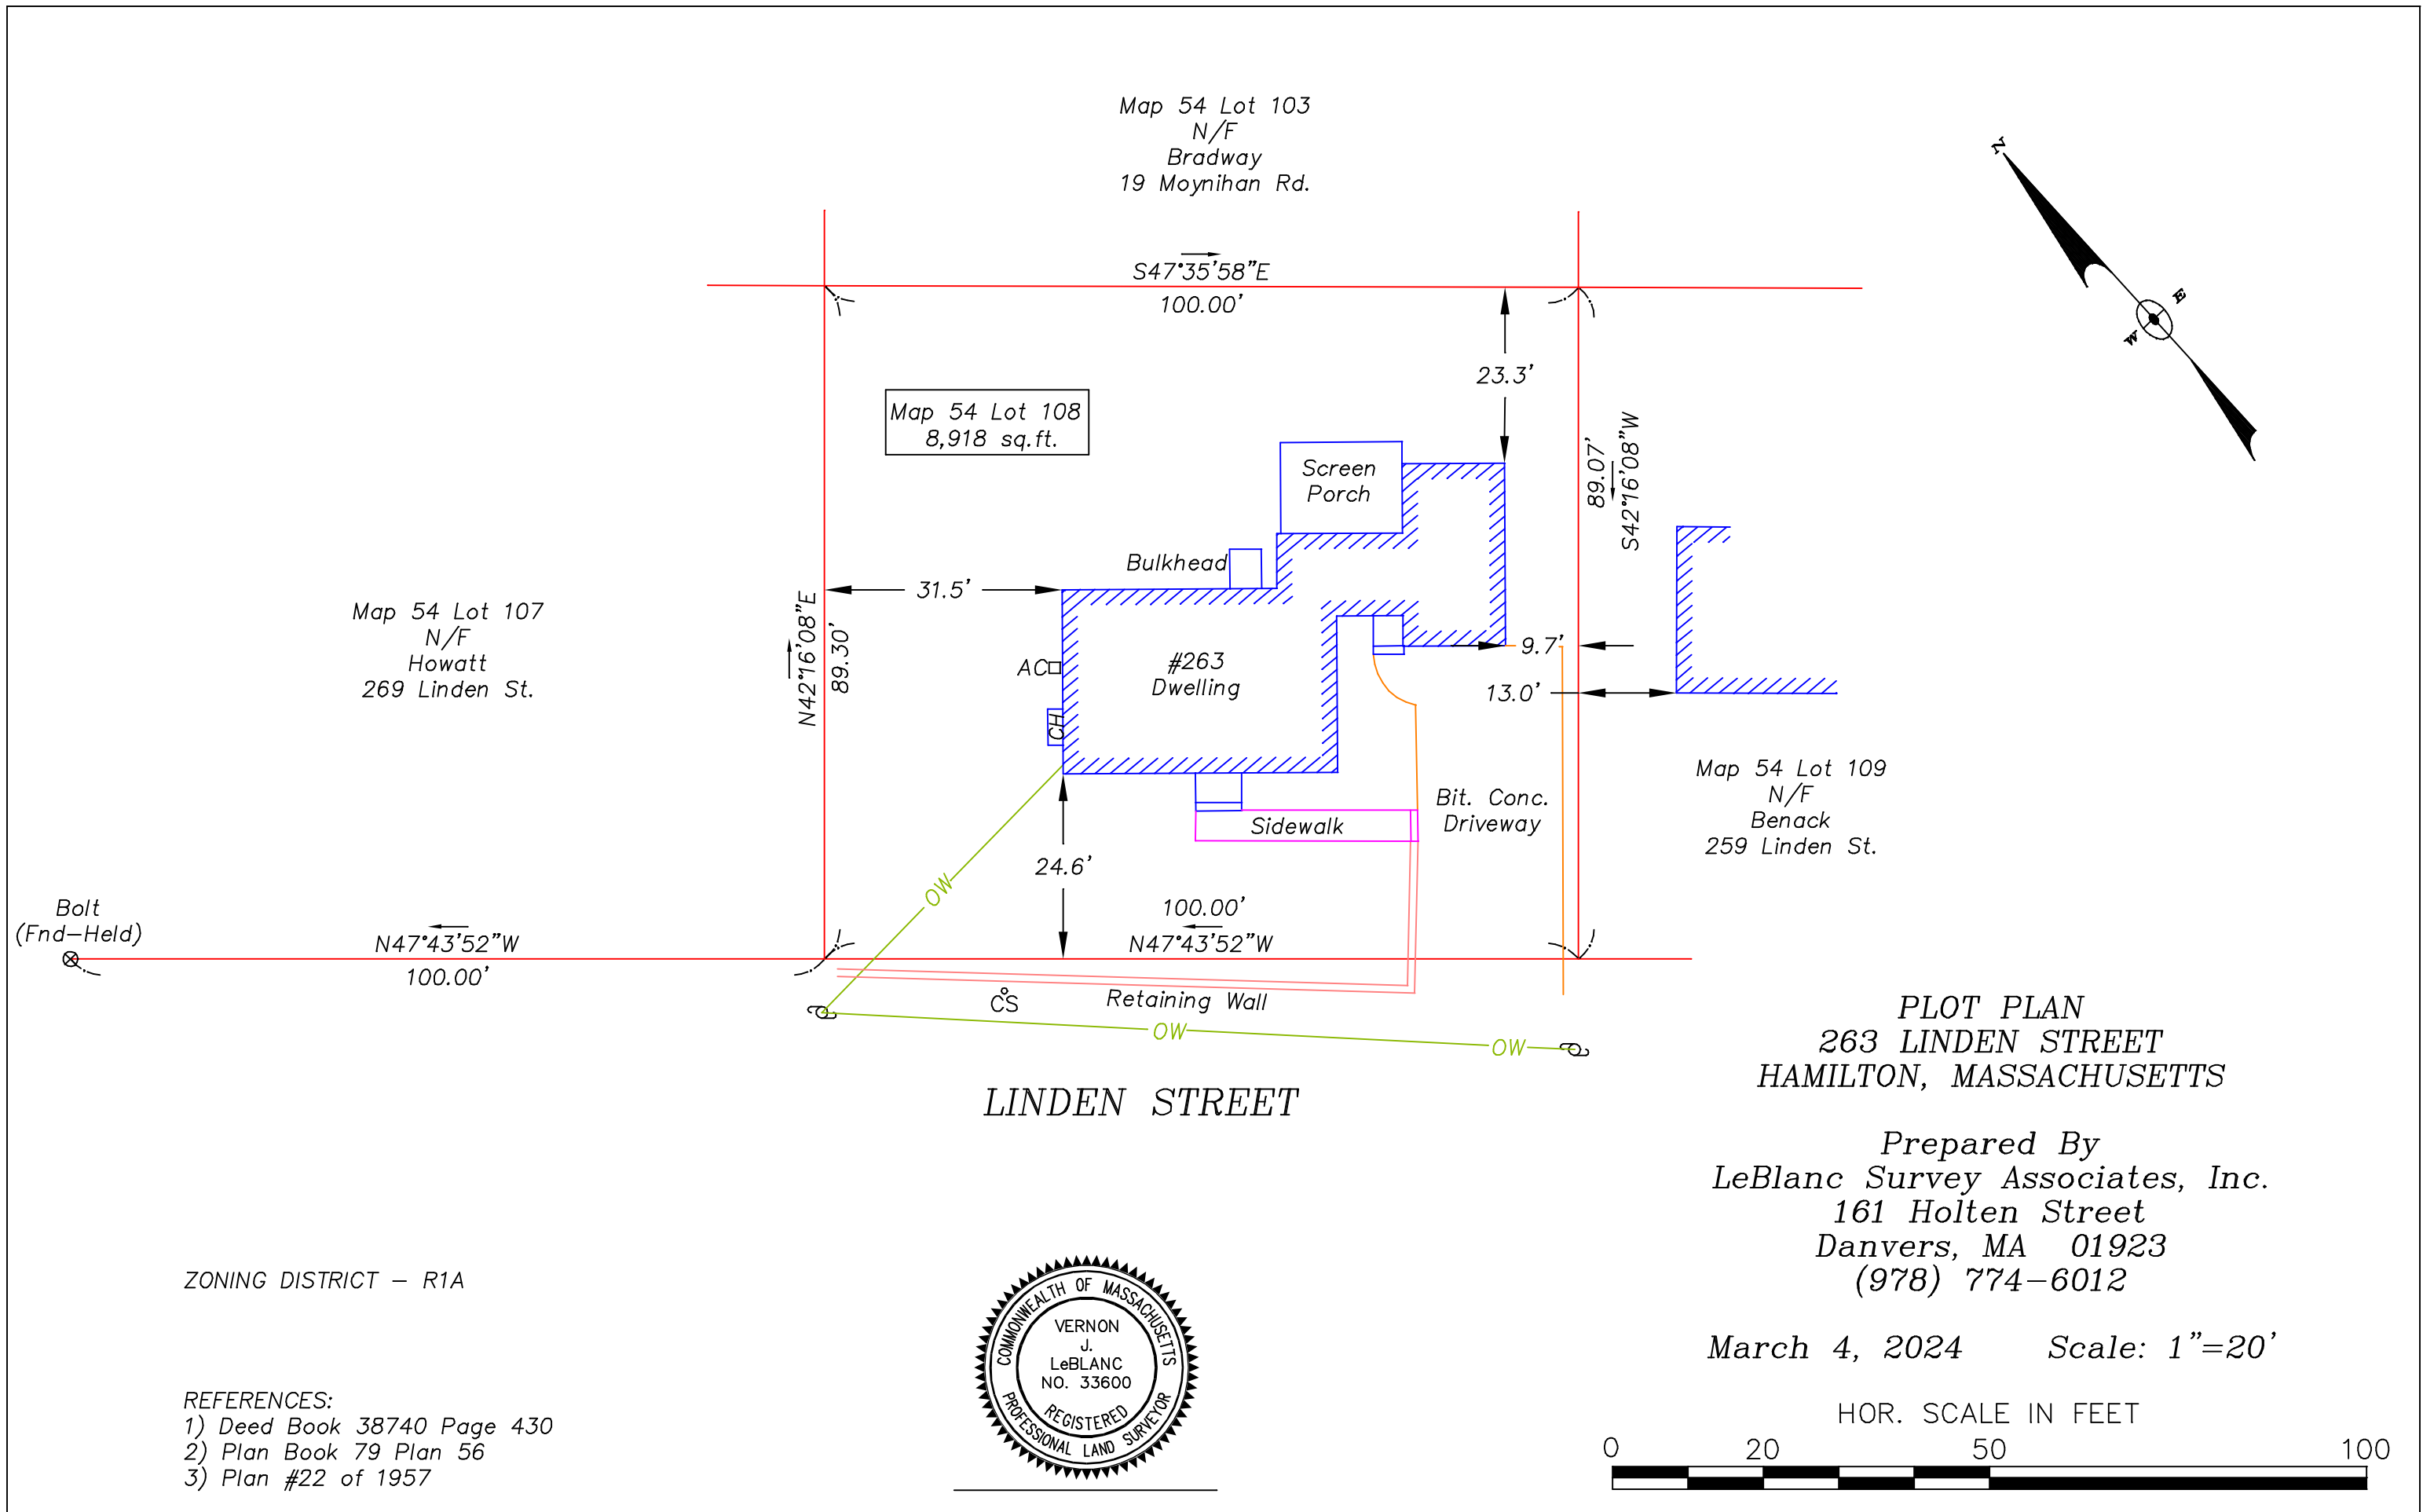 Map 54 Lot 103
N/F
Bradway
19 Moynihan Rd.
N
E
W
S47°35'58"E
100.00'
23.3'
Map 54 Lot 108
8,918 sq.ft.
Screen
Porch
89.07'
S42°16'08"W
Bulkhead
31.5'
Map 54 Lot 107
N/F
Howatt
269 Linden St.
N42°16'08"E
89.30'
AC
#263
Dwelling
9.7'
13.0'
CH
Map 54 Lot 109
N/F
Benack
259 Linden St.
Bit. Conc.
Driveway
Sidewalk
24.6'
OW
Bolt
(Fnd-Held)
N47°43'52"W
100.00'
100.00'
N47°43'52"W
CS
Retaining Wall
OW
OW
LINDEN STREET
PLOT PLAN
263 LINDEN STREET
HAMILTON, MASSACHUSETTS
Prepared By
LeBlanc Survey Associates, Inc.
161 Holten Street
Danvers, MA 01923
(978) 774-6012
March 4, 2024 Scale: 1"=20'
HOR. SCALE IN FEET
0 20 50 100
ZONING DISTRICT - R1A
REFERENCES:
1) Deed Book 38740 Page 430
2) Plan Book 79 Plan 56
3) Plan #22 of 1957
COMMONWEALTH OF MASSACHUSETTS
VERNON
J.
LeBLANC
NO. 33600
REGISTERED
PROFESSIONAL LAND SURVEYOR